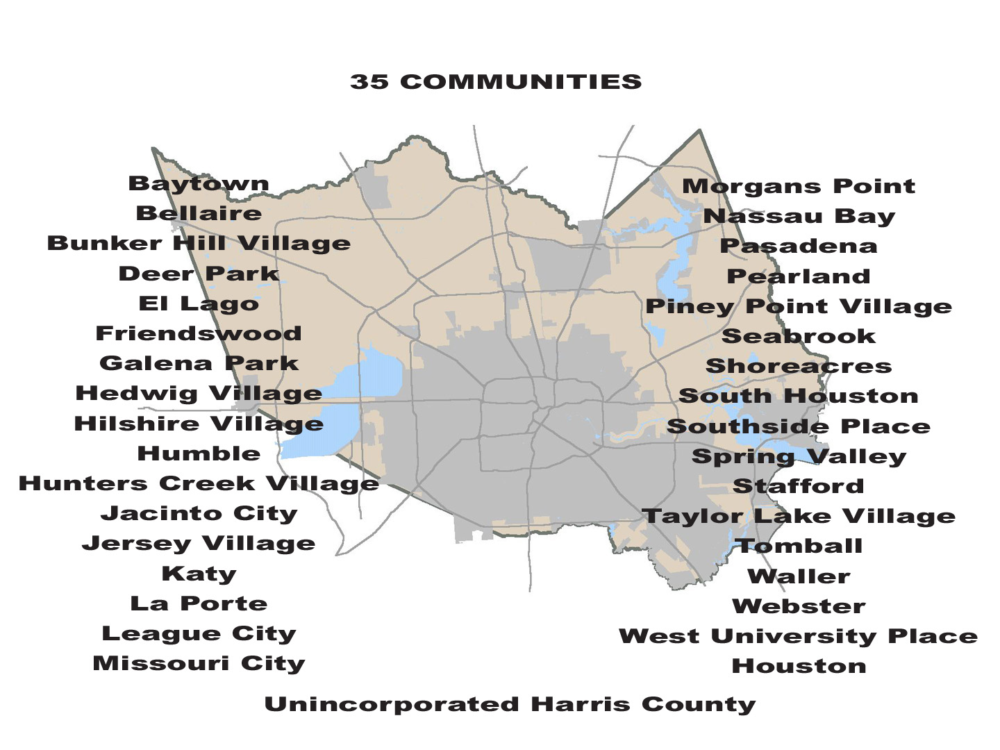 35 COMMUNITIES
Baytown
Bellaire
Bunker Hill Village
Deer Park
El Lago
Friendswood
Galena Park
Hedwig Village
Hilshire Village
Humble
Hunters Creek Village
Jacinto City
Jersey Village
Katy
La Porte
League City
Missouri City
Morgans Point
Nassau Bay
Pasadena
Pearland
Piney Point Village
Seabrook
Shoreacres
South Houston
Southside Place
Spring Valley
Stafford
Taylor Lake Village
Tomball
Waller
Webster
West University Place
Houston
Unincorporated Harris County